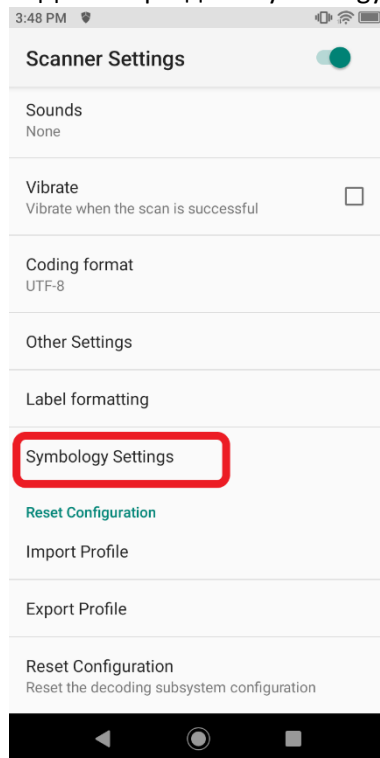 3:48 PM
Scanner Settings
Sounds
None
Vibrate
Vibrate when the scan is successful
Coding format
UTF-8
Other Settings
Label formatting
Symbology Settings
Reset Configuration
Import Profile
Export Profile
Reset Configuration
Reset the decoding subsystem configuration